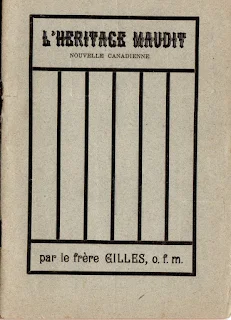 L'HERITAGE MAUDIT
NOUVELLE CANADIENNE
par le frère GILLES, o. f. m.